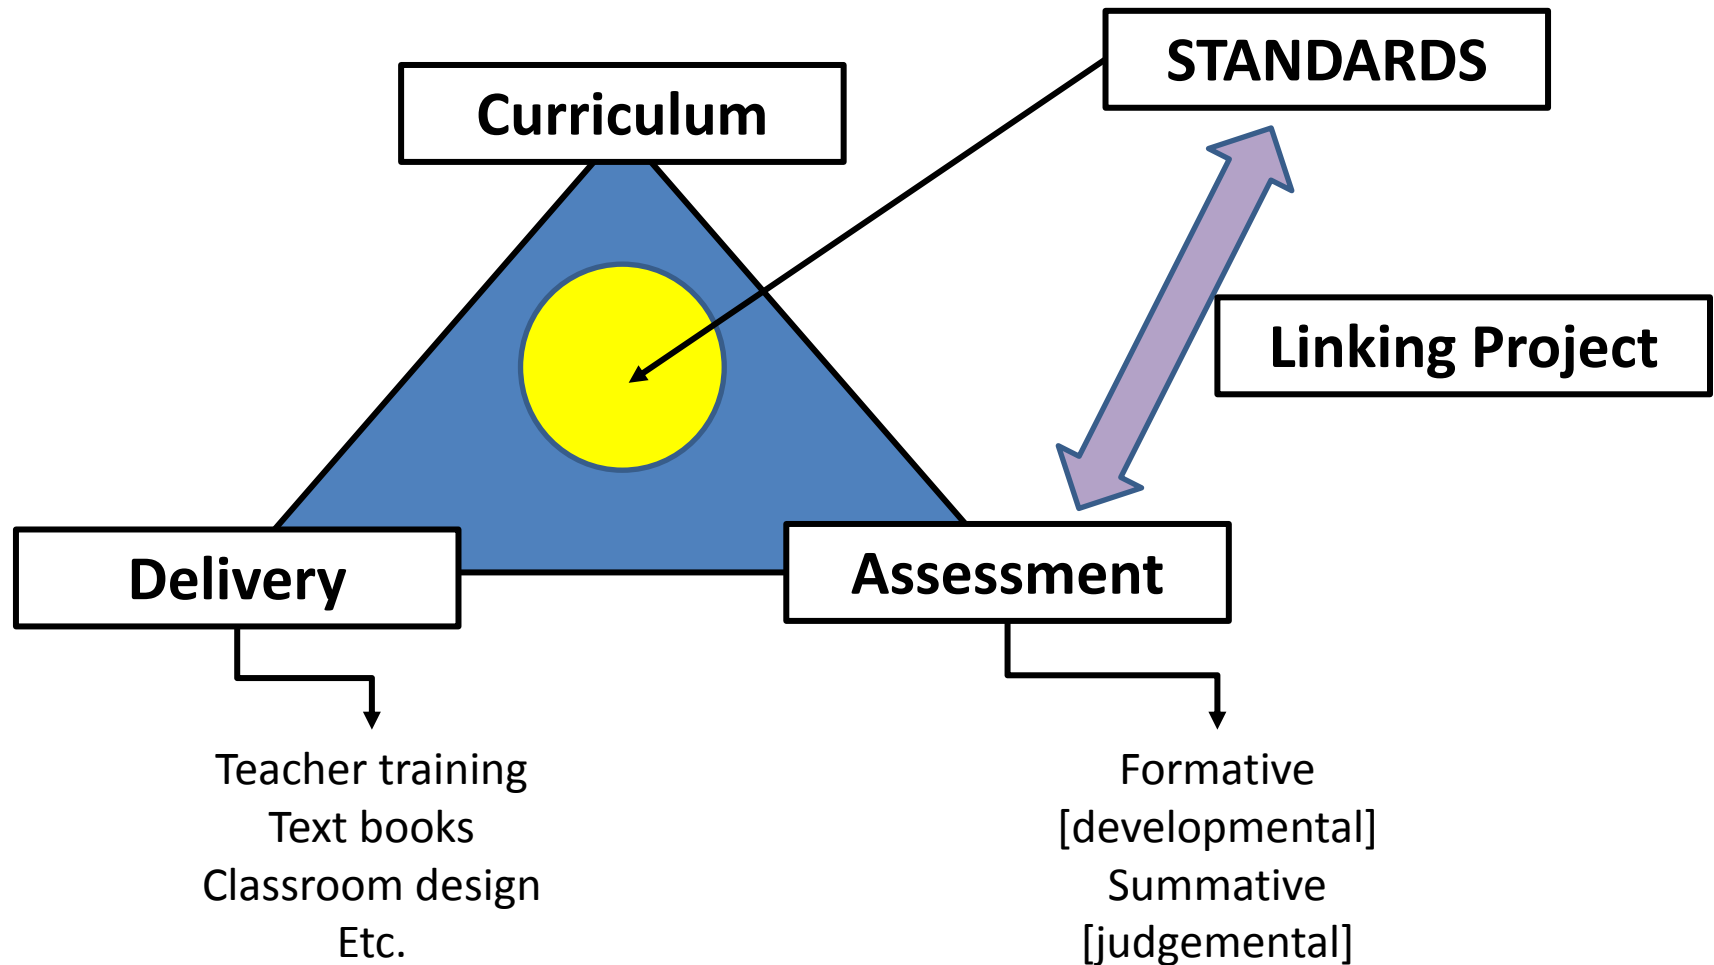 STANDARDS
Curriculum
Linking Project
Delivery
Assessment
Teacher training
Text books
Classroom design
Etc.
Formative
[developmental]
Summative
[judgemental]